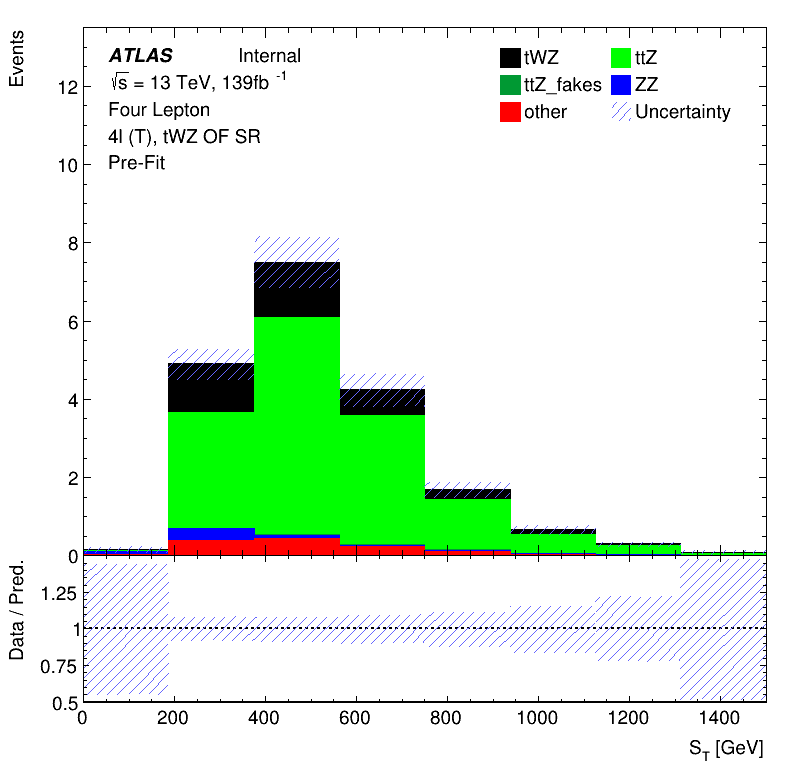 Events
ATLAS Internal
√s = 13 TeV, 139fb -1
Four Lepton
4l (T), tWZ OF SR
Pre-Fit
tWZ ttZ
ttZ_fakes ZZ
other Uncertainty
12
10
8
6
4
2
0
Data / Pred.
1.25
1
0.75
0.5
0 200 400 600 800 1000 1200 1400
S_T [GeV]